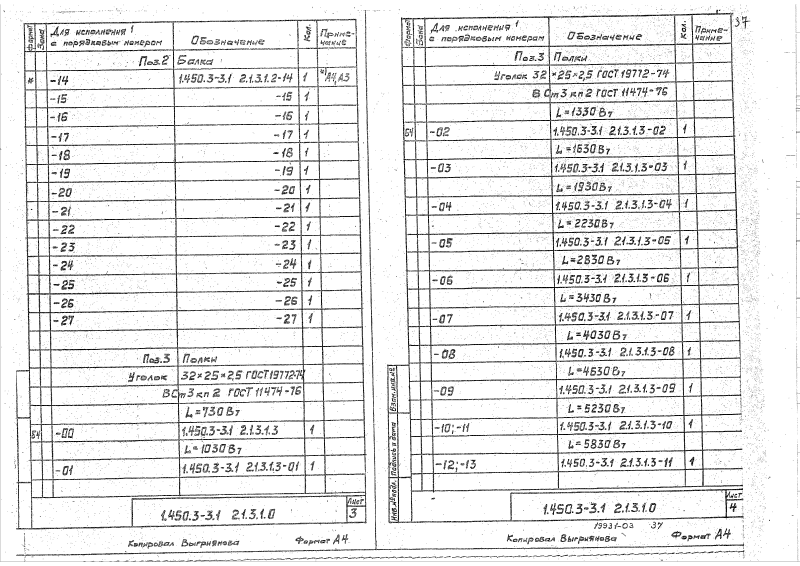 Формат
Зона
Для исполнения 1
с порядковым номером
Обозначение
Кол.
Приме-
чание
Поз.2 Балка
* -14 1.450.3-3.1 2.1.3.1.2-14 1 *) А4, А3
-15 -15 1
-16 -16 1
-17 -17 1
-18 -18 1
-19 -19 1
-20 -20 1
-21 -21 1
-22 -22 1
-23 -23 1
-24 -24 1
-25 -25 1
-26 -26 1
-27 -27 1
Поз.3 Полки
Уголок 32×25×2,5 ГОСТ 19772-74
ВСт3кп2 ГОСТ 11474-76
L=730 Вт
Б4 -00 1.450.3-3.1 2.1.3.1.3 1
L=1030 Вт
-01 1.450.3-3.1 2.1.3.1.3-01 1
1.450.3-3.1 2.1.3.1.0
Лист
3
Копировал Выгриянова Формат А4
37
Формат
Зона
Для исполнения 1
с порядковым номером
Обозначение
Кол.
Приме-
чание
Поз.3 Полки
Уголок 32×25×2,5 ГОСТ 19772-74
ВСт3кп2 ГОСТ 11474-76
L=1330 Вт
Б4 -02 1.450.3-3.1 2.1.3.1.3-02 1
L=1630 Вт
-03 1.450.3-3.1 2.1.3.1.3-03 1
L=1930 Вт
-04 1.450.3-3.1 2.1.3.1.3-04 1
L=2230 Вт
-05 1.450.3-3.1 2.1.3.1.3-05 1
L=2830 Вт
-06 1.450.3-3.1 2.1.3.1.3-06 1
L=3430 Вт
-07 1.450.3-3.1 2.1.3.1.3-07 1
L=4030 Вт
-08 1.450.3-3.1 2.1.3.1.3-08 1
L=4630 Вт
-09 1.450.3-3.1 2.1.3.1.3-09 1
L=5230 Вт
-10;-11 1.450.3-3.1 2.1.3.1.3-10 1
L=5830 Вт
-12;-13 1.450.3-3.1 2.1.3.1.3-11 1
Взам.инв.№
Подпись и дата
Инв.№ подл.
1.450.3-3.1 2.1.3.1.0
Лист
4
19931-03 37
Копировал Выгриянова Формат А4